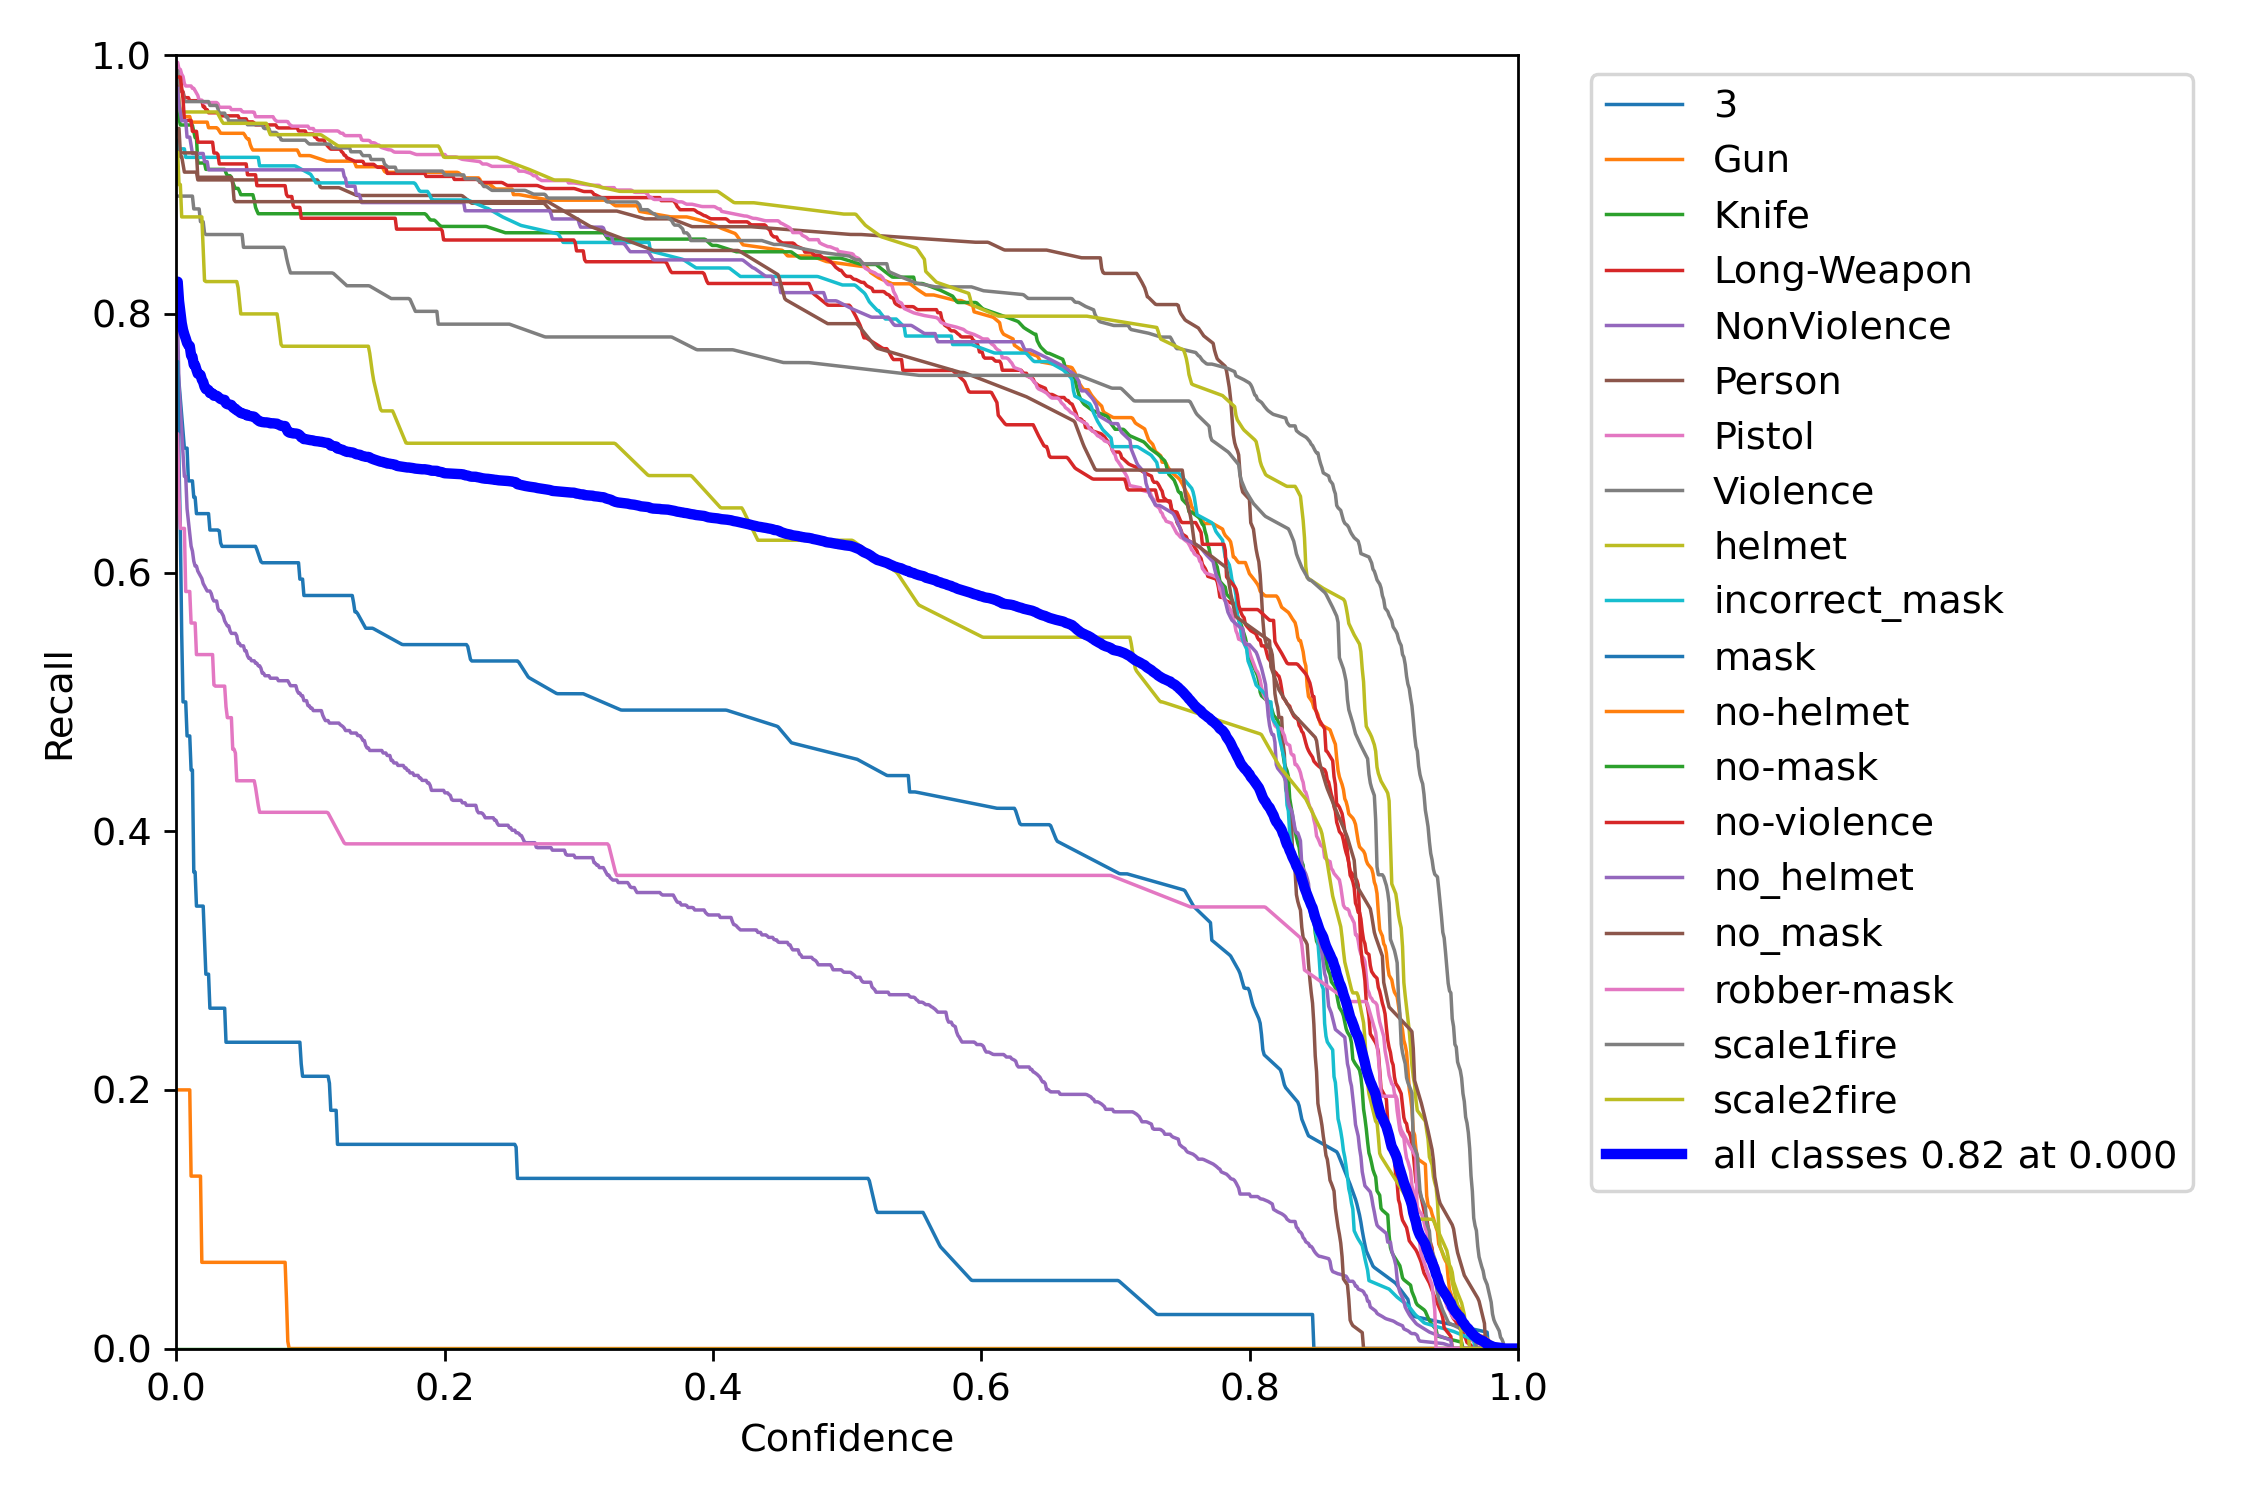 1.0
0.8
0.6
0.4
0.2
0.0
Recall
0.0 0.2 0.4 0.6 0.8 1.0
Confidence
3
Gun
Knife
Long-Weapon
NonViolence
Person
Pistol
Violence
helmet
incorrect_mask
mask
no-helmet
no-mask
no-violence
no_helmet
no_mask
robber-mask
scale1fire
scale2fire
all classes 0.82 at 0.000